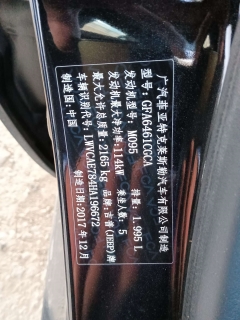 广汽菲亚特克莱斯勒汽车有限公司制造
整车型号：GFA6461CGCA
发动机型号：M095 排量：1.995 L
发动机最大净功率：114kW 乘坐人数：5
最大允许总质量：2165 kg
车辆识别代号：LWVCAE784HA196672
制造国：中国 品牌：吉普(JEEP)牌
制造日期：2017年12月